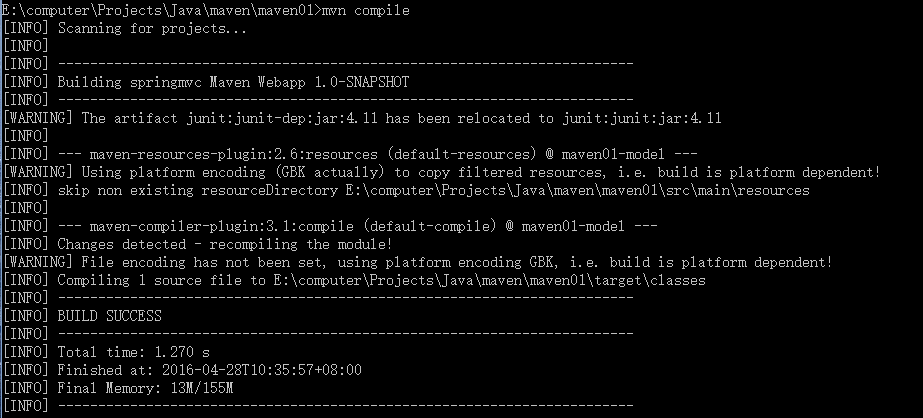 E:\computer\Projects\Java\maven\maven01>mvn compile
[INFO] Scanning for projects...
[INFO]
[INFO] ------------------------------------------------------------------------
[INFO] Building springmvc Maven Webapp 1.0-SNAPSHOT
[INFO] ------------------------------------------------------------------------
[WARNING] The artifact junit:junit-dep:jar:4.11 has been relocated to junit:junit:jar:4.11
[INFO]
[INFO] --- maven-resources-plugin:2.6:resources (default-resources) @ maven01-model ---
[WARNING] Using platform encoding (GBK actually) to copy filtered resources, i.e. build is platform dependent!
[INFO] skip non existing resourceDirectory E:\computer\Projects\Java\maven\maven01\src\main\resources
[INFO]
[INFO] --- maven-compiler-plugin:3.1:compile (default-compile) @ maven01-model ---
[INFO] Changes detected - recompiling the module!
[WARNING] File encoding has not been set, using platform encoding GBK, i.e. build is platform dependent!
[INFO] Compiling 1 source file to E:\computer\Projects\Java\maven\maven01\target\classes
[INFO] ------------------------------------------------------------------------
[INFO] BUILD SUCCESS
[INFO] ------------------------------------------------------------------------
[INFO] Total time: 1.270 s
[INFO] Finished at: 2016-04-28T10:35:57+08:00
[INFO] Final Memory: 13M/155M
[INFO] ------------------------------------------------------------------------